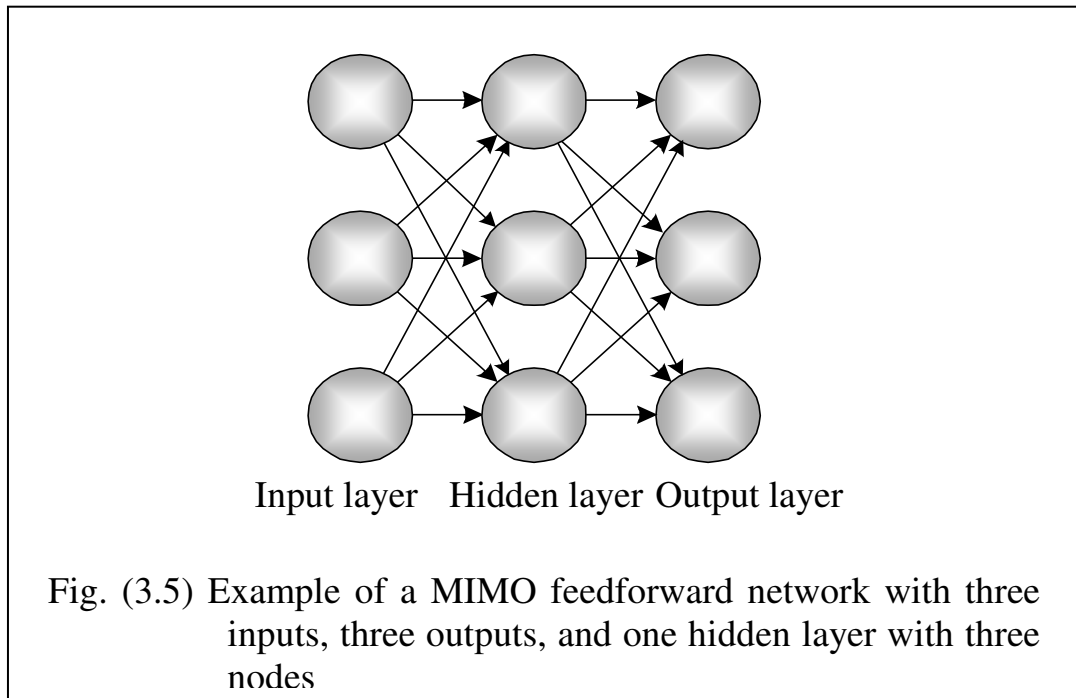 Input layer Hidden layer Output layer
Fig. (3.5) Example of a MIMO feedforward network with three
inputs, three outputs, and one hidden layer with three
nodes